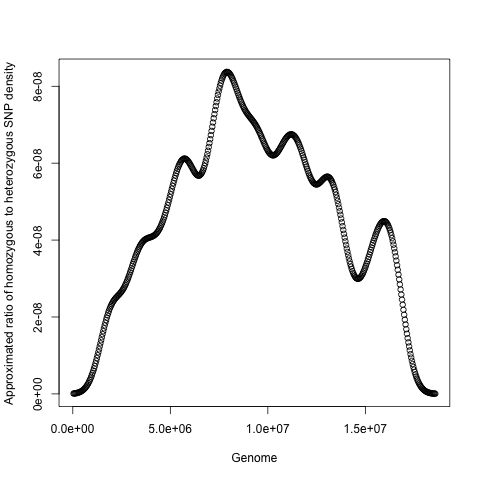 Approximated ratio of homozygous to heterozygous SNP density
8e-08
6e-08
4e-08
2e-08
0e+00
0.0e+00 5.0e+06 1.0e+07 1.5e+07
Genome